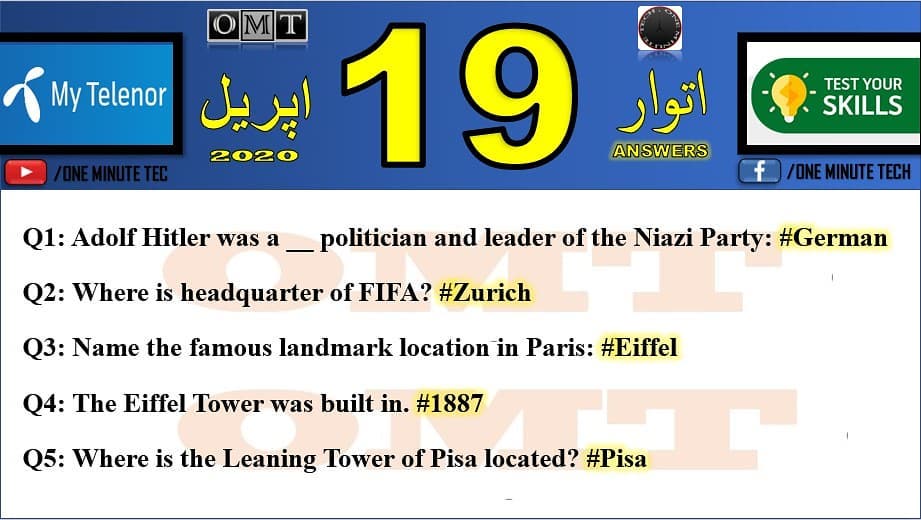 OMT
My Telenor
اپریل
2020
19
اتوار
ANSWERS
TEST YOUR
SKILLS
/ONE MINUTE TEC
/ONE MINUTE TECH
Q1: Adolf Hitler was a __ politician and leader of the Niazi Party: #German
Q2: Where is headquarter of FIFA? #Zurich
Q3: Name the famous landmark location in Paris: #Eiffel
Q4: The Eiffel Tower was built in. #1887
Q5: Where is the Leaning Tower of Pisa located? #Pisa
OMT
OMT